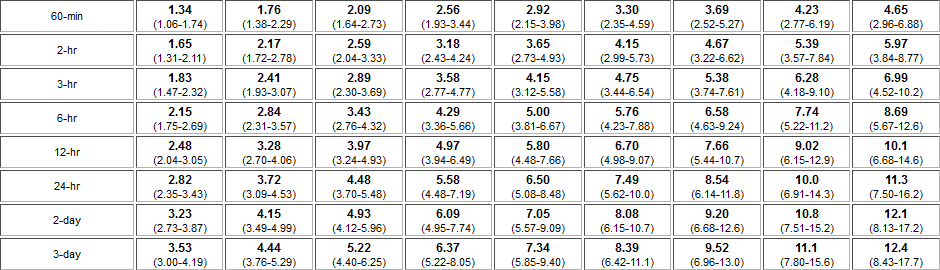 60-min 1.34 1.76 2.09 2.56 2.92 3.30 3.69 4.23 4.65
(1.06-1.74) (1.38-2.29) (1.64-2.73) (1.93-3.44) (2.15-3.98) (2.35-4.59) (2.52-5.27) (2.77-6.19) (2.96-6.88)
2-hr 1.65 2.17 2.59 3.18 3.65 4.15 4.67 5.39 5.97
(1.31-2.11) (1.72-2.78) (2.04-3.33) (2.43-4.24) (2.73-4.93) (2.99-5.73) (3.22-6.62) (3.57-7.84) (3.84-8.77)
3-hr 1.83 2.41 2.89 3.58 4.15 4.75 5.38 6.28 6.99
(1.47-2.32) (1.93-3.07) (2.30-3.69) (2.77-4.77) (3.12-5.58) (3.44-6.54) (3.74-7.61) (4.18-9.10) (4.52-10.2)
6-hr 2.15 2.84 3.43 4.29 5.00 5.76 6.58 7.74 8.69
(1.75-2.69) (2.31-3.57) (2.76-4.32) (3.36-5.66) (3.81-6.67) (4.23-7.88) (4.63-9.24) (5.22-11.2) (5.67-12.6)
12-hr 2.48 3.28 3.97 4.97 5.80 6.70 7.66 9.02 10.1
(2.04-3.05) (2.70-4.06) (3.24-4.93) (3.94-6.49) (4.48-7.66) (4.98-9.07) (5.44-10.7) (6.15-12.9) (6.68-14.6)
24-hr 2.82 3.72 4.48 5.58 6.50 7.49 8.54 10.0 11.3
(2.35-3.43) (3.09-4.53) (3.70-5.48) (4.48-7.19) (5.08-8.48) (5.62-10.0) (6.14-11.8) (6.91-14.3) (7.50-16.2)
2-day 3.23 4.15 4.93 6.09 7.05 8.08 9.20 10.8 12.1
(2.73-3.87) (3.49-4.99) (4.12-5.96) (4.95-7.74) (5.57-9.09) (6.15-10.7) (6.68-12.6) (7.51-15.2) (8.13-17.2)
3-day 3.53 4.44 5.22 6.37 7.34 8.39 9.52 11.1 12.4
(3.00-4.19) (3.76-5.29) (4.40-6.25) (5.22-8.05) (5.85-9.40) (6.42-11.1) (6.96-13.0) (7.80-15.6) (8.43-17.7)